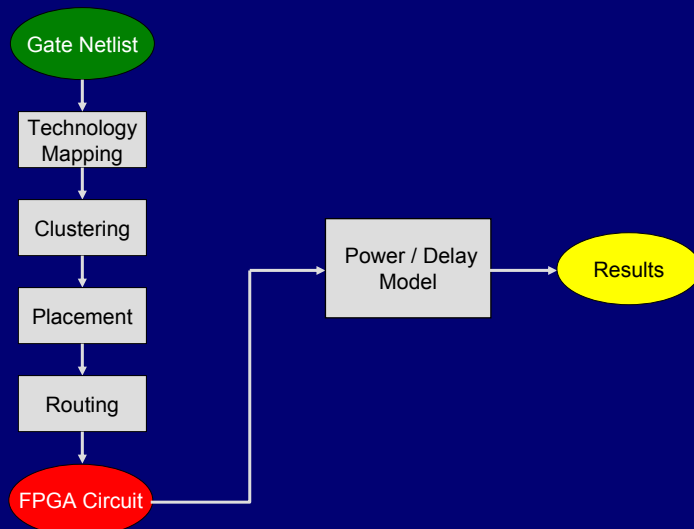 Gate Netlist
Technology
Mapping
Clustering
Placement
Routing
FPGA Circuit
Power / Delay
Model
Results